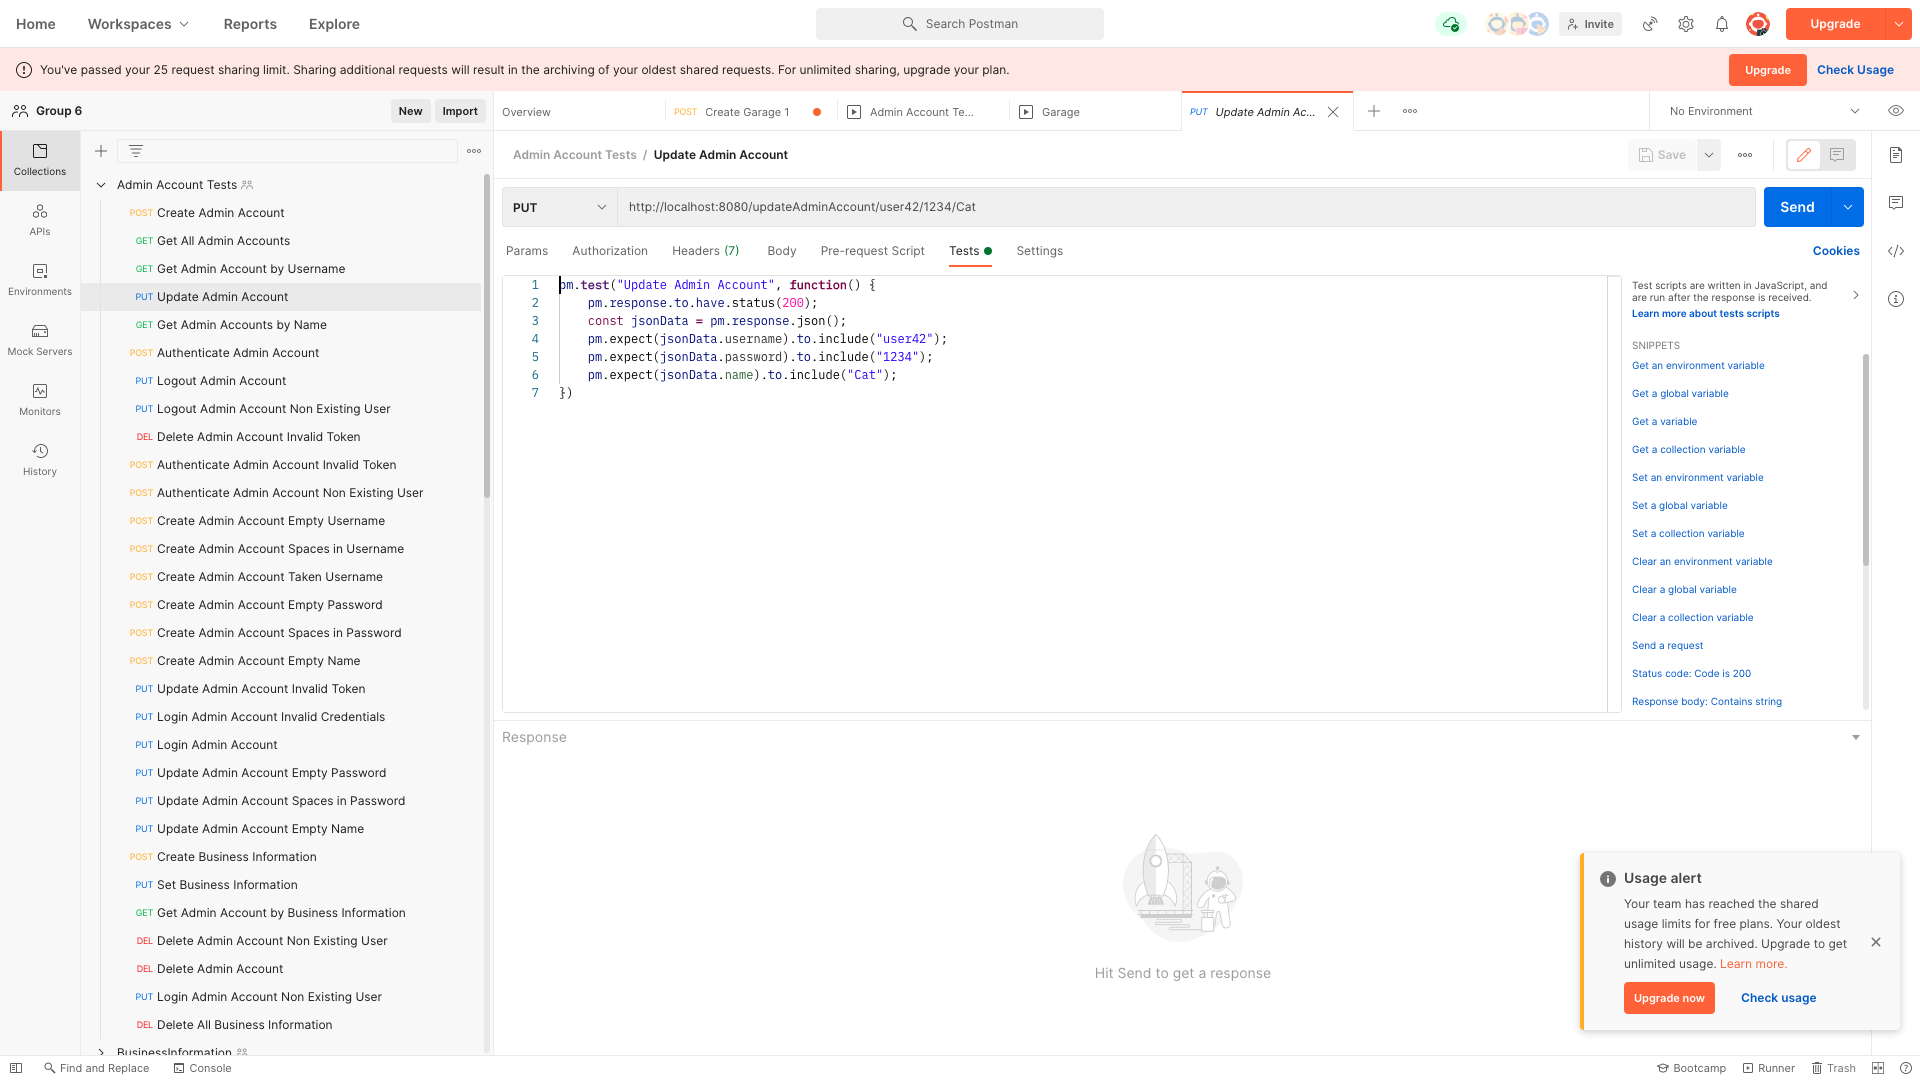 Home
Workspaces
Reports
Explore
Search Postman
Invite
Upgrade
You've passed your 25 request sharing limit. Sharing additional requests will result in the archiving of your oldest shared requests. For unlimited sharing, upgrade your plan.
Upgrade
Check Usage
Group 6
New
Import
Overview
POST Create Garage 1
Admin Account Te...
Garage
PUT Update Admin Ac...
No Environment
Collections
APIs
Environments
Mock Servers
Monitors
History
Admin Account Tests
POST Create Admin Account
GET Get All Admin Accounts
GET Get Admin Account by Username
PUT Update Admin Account
GET Get Admin Accounts by Name
POST Authenticate Admin Account
PUT Logout Admin Account
PUT Logout Admin Account Non Existing User
DEL Delete Admin Account Invalid Token
POST Authenticate Admin Account Invalid Token
POST Authenticate Admin Account Non Existing User
POST Create Admin Account Empty Username
POST Create Admin Account Spaces in Username
POST Create Admin Account Taken Username
POST Create Admin Account Empty Password
POST Create Admin Account Spaces in Password
POST Create Admin Account Empty Name
PUT Update Admin Account Invalid Token
PUT Login Admin Account Invalid Credentials
PUT Login Admin Account
PUT Update Admin Account Empty Password
PUT Update Admin Account Spaces in Password
PUT Update Admin Account Empty Name
POST Create Business Information
PUT Set Business Information
GET Get Admin Account by Business Information
DEL Delete Admin Account Non Existing User
DEL Delete Admin Account
PUT Login Admin Account Non Existing User
DEL Delete All Business Information
BusinessInformation
Admin Account Tests / Update Admin Account
Save
PUT
http://localhost:8080/updateAdminAccount/user42/1234/Cat
Send
Params
Authorization
Headers (7)
Body
Pre-request Script
Tests
Settings
Cookies
1 pm.test("Update Admin Account", function() {
2 pm.response.to.have.status(200);
3 const jsonData = pm.response.json();
4 pm.expect(jsonData.username).to.include("user42");
5 pm.expect(jsonData.password).to.include("1234");
6 pm.expect(jsonData.name).to.include("Cat");
7 })
Test scripts are written in JavaScript, and
are run after the response is received.
Learn more about tests scripts
SNIPPETS
Get an environment variable
Get a global variable
Get a variable
Get a collection variable
Set an environment variable
Set a global variable
Set a collection variable
Clear an environment variable
Clear a global variable
Clear a collection variable
Send a request
Status code: Code is 200
Response body: Contains string
Response
Hit Send to get a response
Usage alert
Your team has reached the shared
usage limits for free plans. Your oldest
history will be archived. Upgrade to get
unlimited usage. Learn more.
Upgrade now
Check usage
Find and Replace
Console
Bootcamp
Runner
Trash